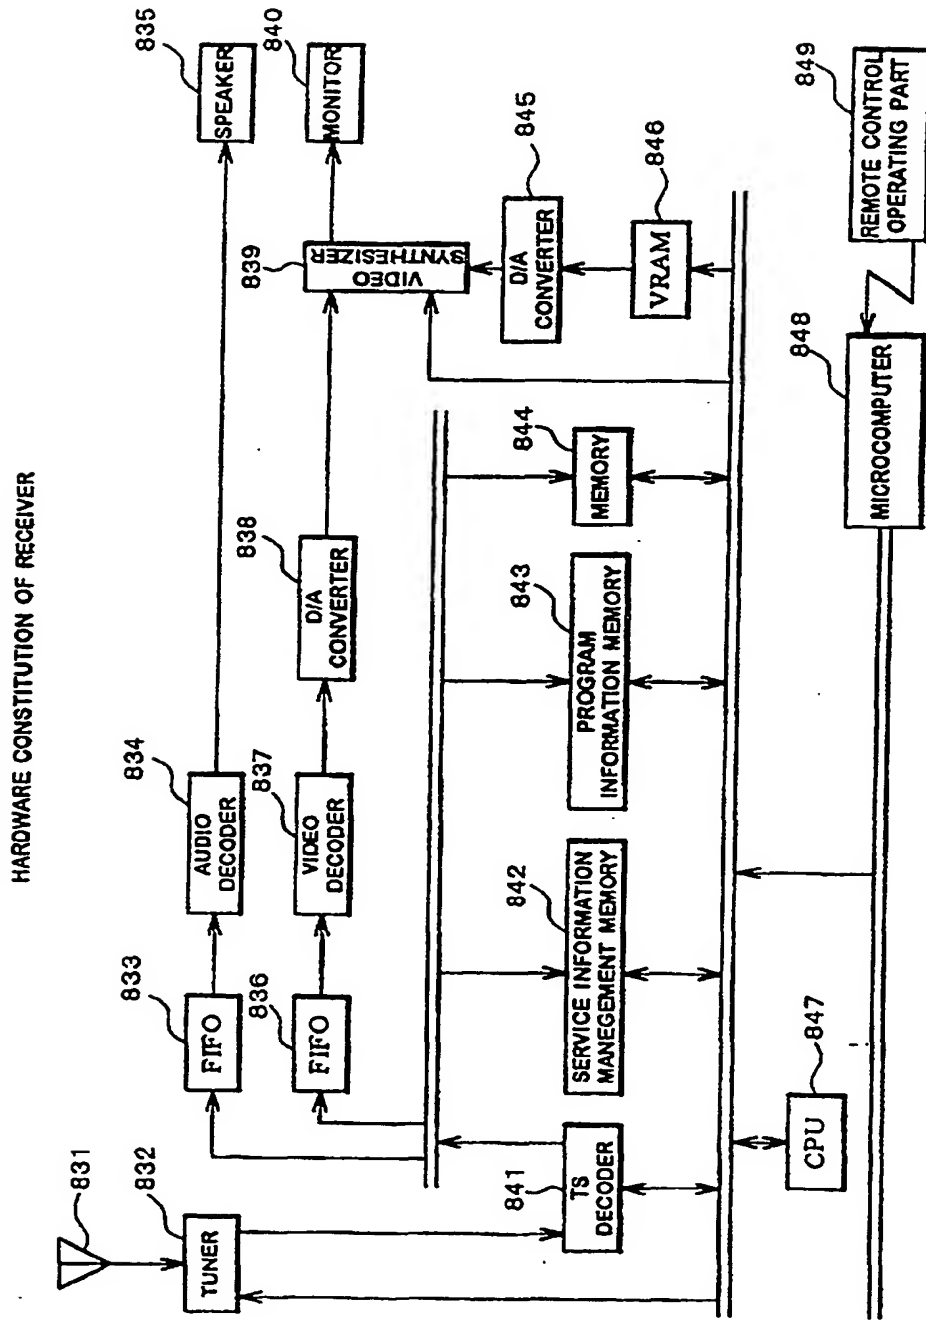 HARDWARE CONSTITUTION OF RECEIVER
831
832
TUNER
833
FIFO
834
AUDIO
DECODER
835
SPEAKER
836
FIFO
837
VIDEO
DECODER
838
D/A
CONVERTER
839
VIDEO
SYNTHESIZER
840
MONITOR
841
TS
DECODER
842
SERVICE INFORMATION
MANEGEMENT MEMORY
843
PROGRAM
INFORMATION MEMORY
844
MEMORY
845
D/A
CONVERTER
846
VRAM
847
CPU
848
MICROCOMPUTER
849
REMOTE CONTROL
OPERATING PART